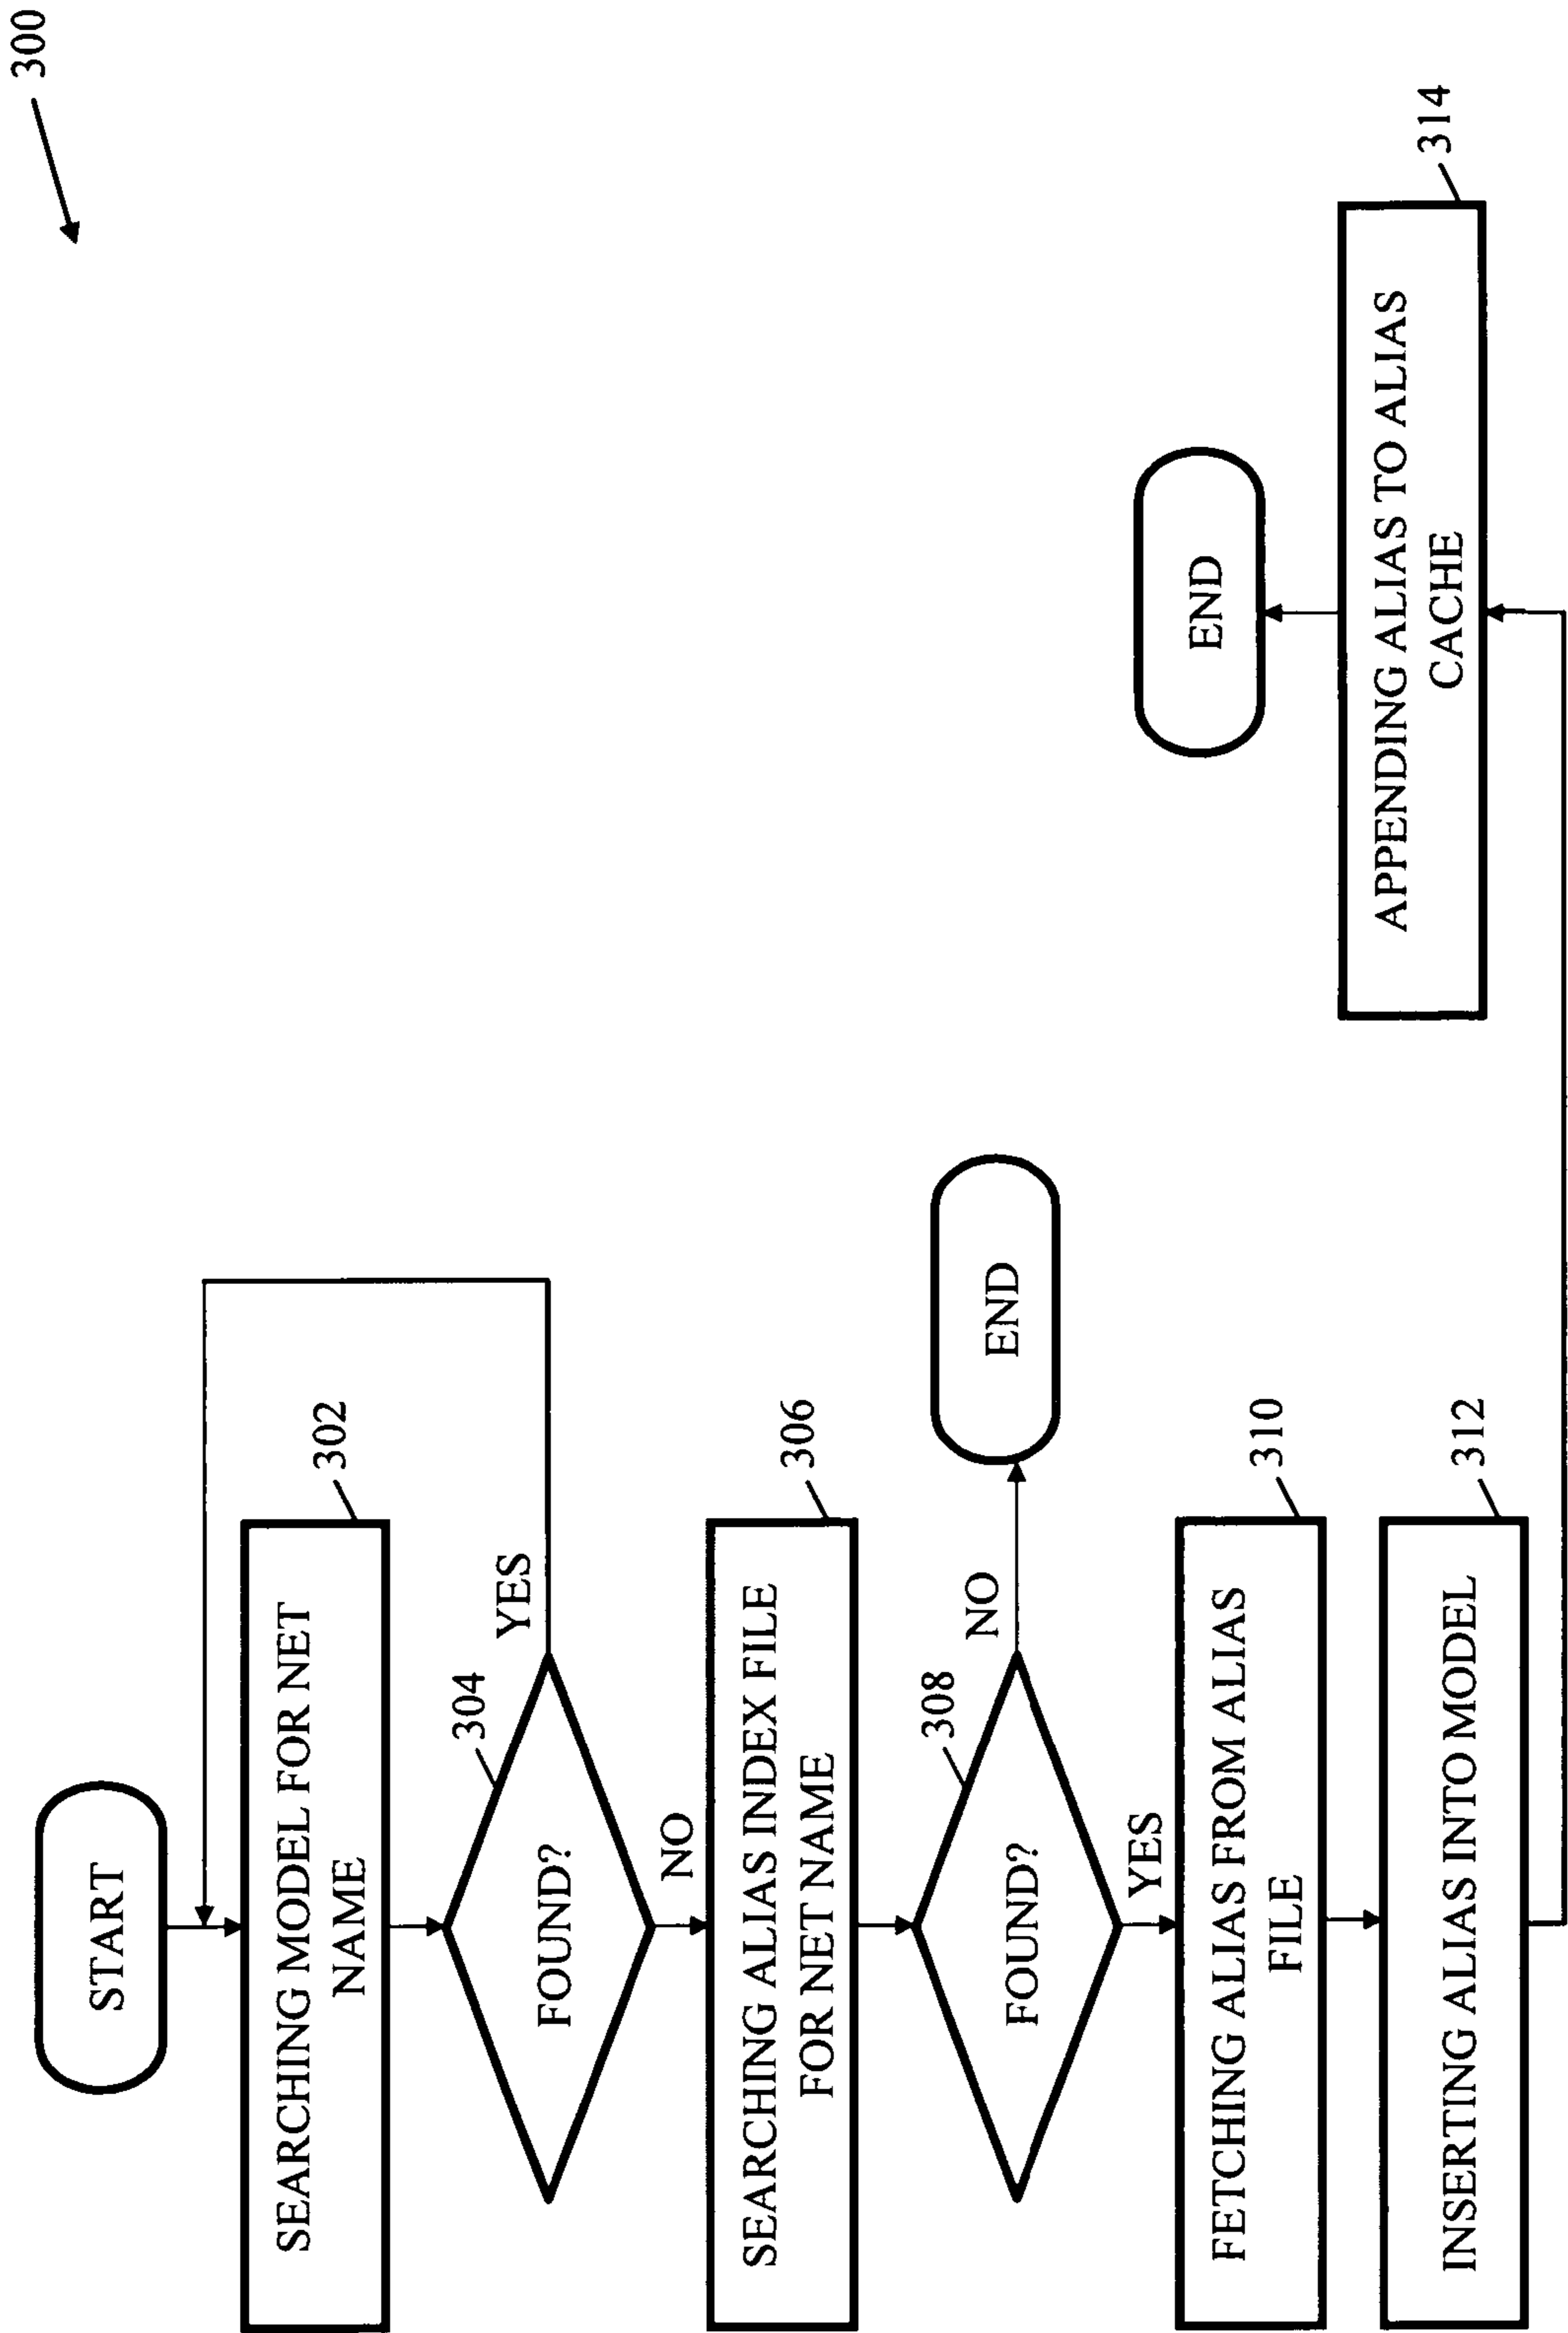 300
START
SEARCHING MODEL FOR NET
NAME
302
304
FOUND?
YES
NO
SEARCHING ALIAS INDEX FILE
FOR NET NAME
306
308
FOUND?
NO
END
YES
FETCHING ALIAS FROM ALIAS
FILE
310
INSERTING ALIAS INTO MODEL
312
END
APPENDING ALIAS TO ALIAS
CACHE
314